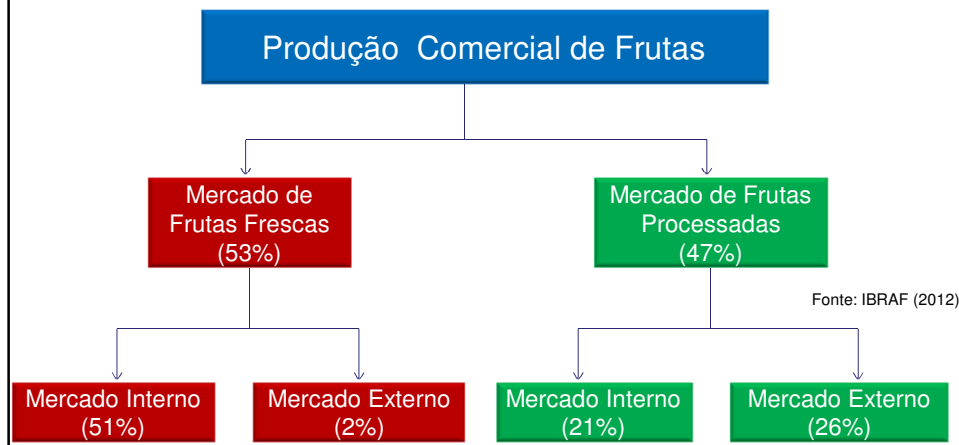 Produção Comercial de Frutas
Mercado de
Frutas Frescas
(53%)
Mercado de Frutas
Processadas
(47%)
Fonte: IBRAF (2012)
Mercado Interno
(51%)
Mercado Externo
(2%)
Mercado Interno
(21%)
Mercado Externo
(26%)